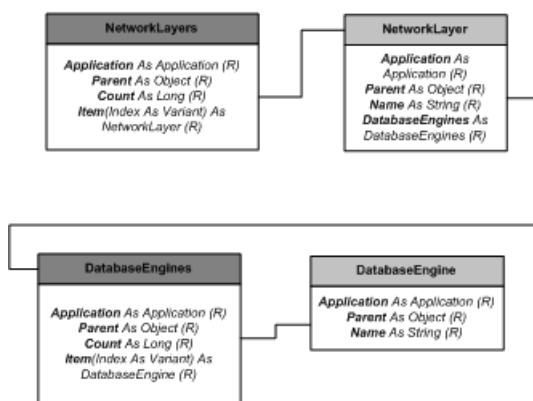 NetworkLayers
Application As Application (R)
Parent As Object (R)
Count As Long (R)
Item(Index As Variant) As
NetworkLayer (R)
NetworkLayer
Application As
Application (R)
Parent As Object (R)
Name As String (R)
DatabaseEngines As
DatabaseEngines (R)
DatabaseEngines
Application As Application (R)
Parent As Object (R)
Count As Long (R)
Item(Index As Variant) As
DatabaseEngine (R)
DatabaseEngine
Application As Application (R)
Parent As Object (R)
Name As String (R)